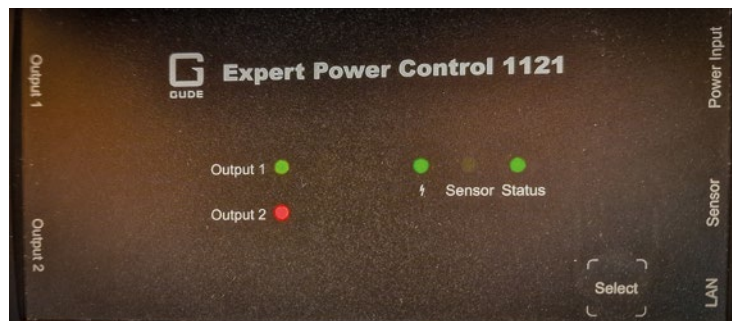 Output 1
GUDE
Expert Power Control 1121
Power Input
Output 1
Sensor Status
Output 2
Sensor
Output 2
Select
LAN